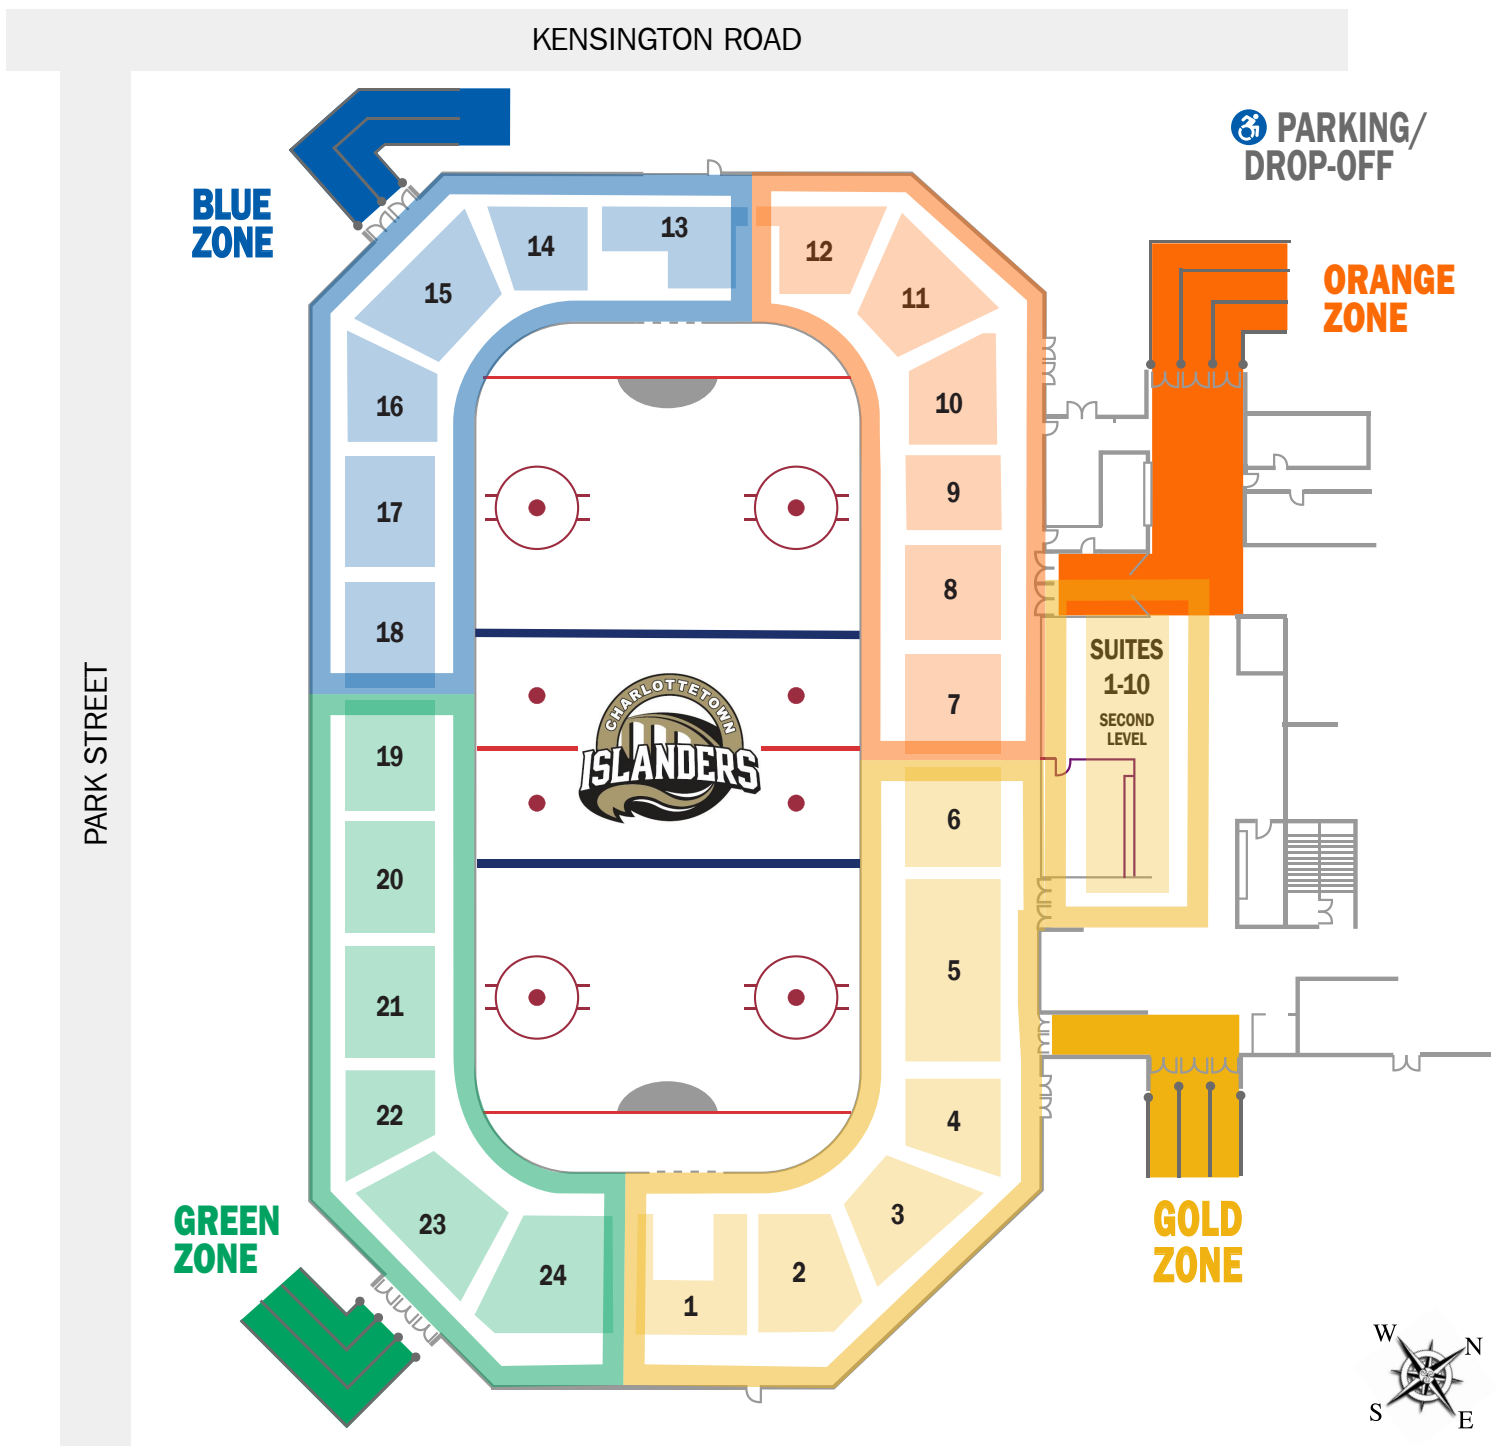 KENSINGTON ROAD
PARKING/
DROP-OFF
BLUE
ZONE
13
14
12
15
11
ORANGE
ZONE
16
10
17
9
8
18
SUITES
1-10
SECOND
LEVEL
7
PARK STREET
CHARLOTTETOWN
ISLANDERS
19
6
20
5
21
22
4
GREEN
ZONE
23
3
GOLD
ZONE
24
2
1
W
N
S
E